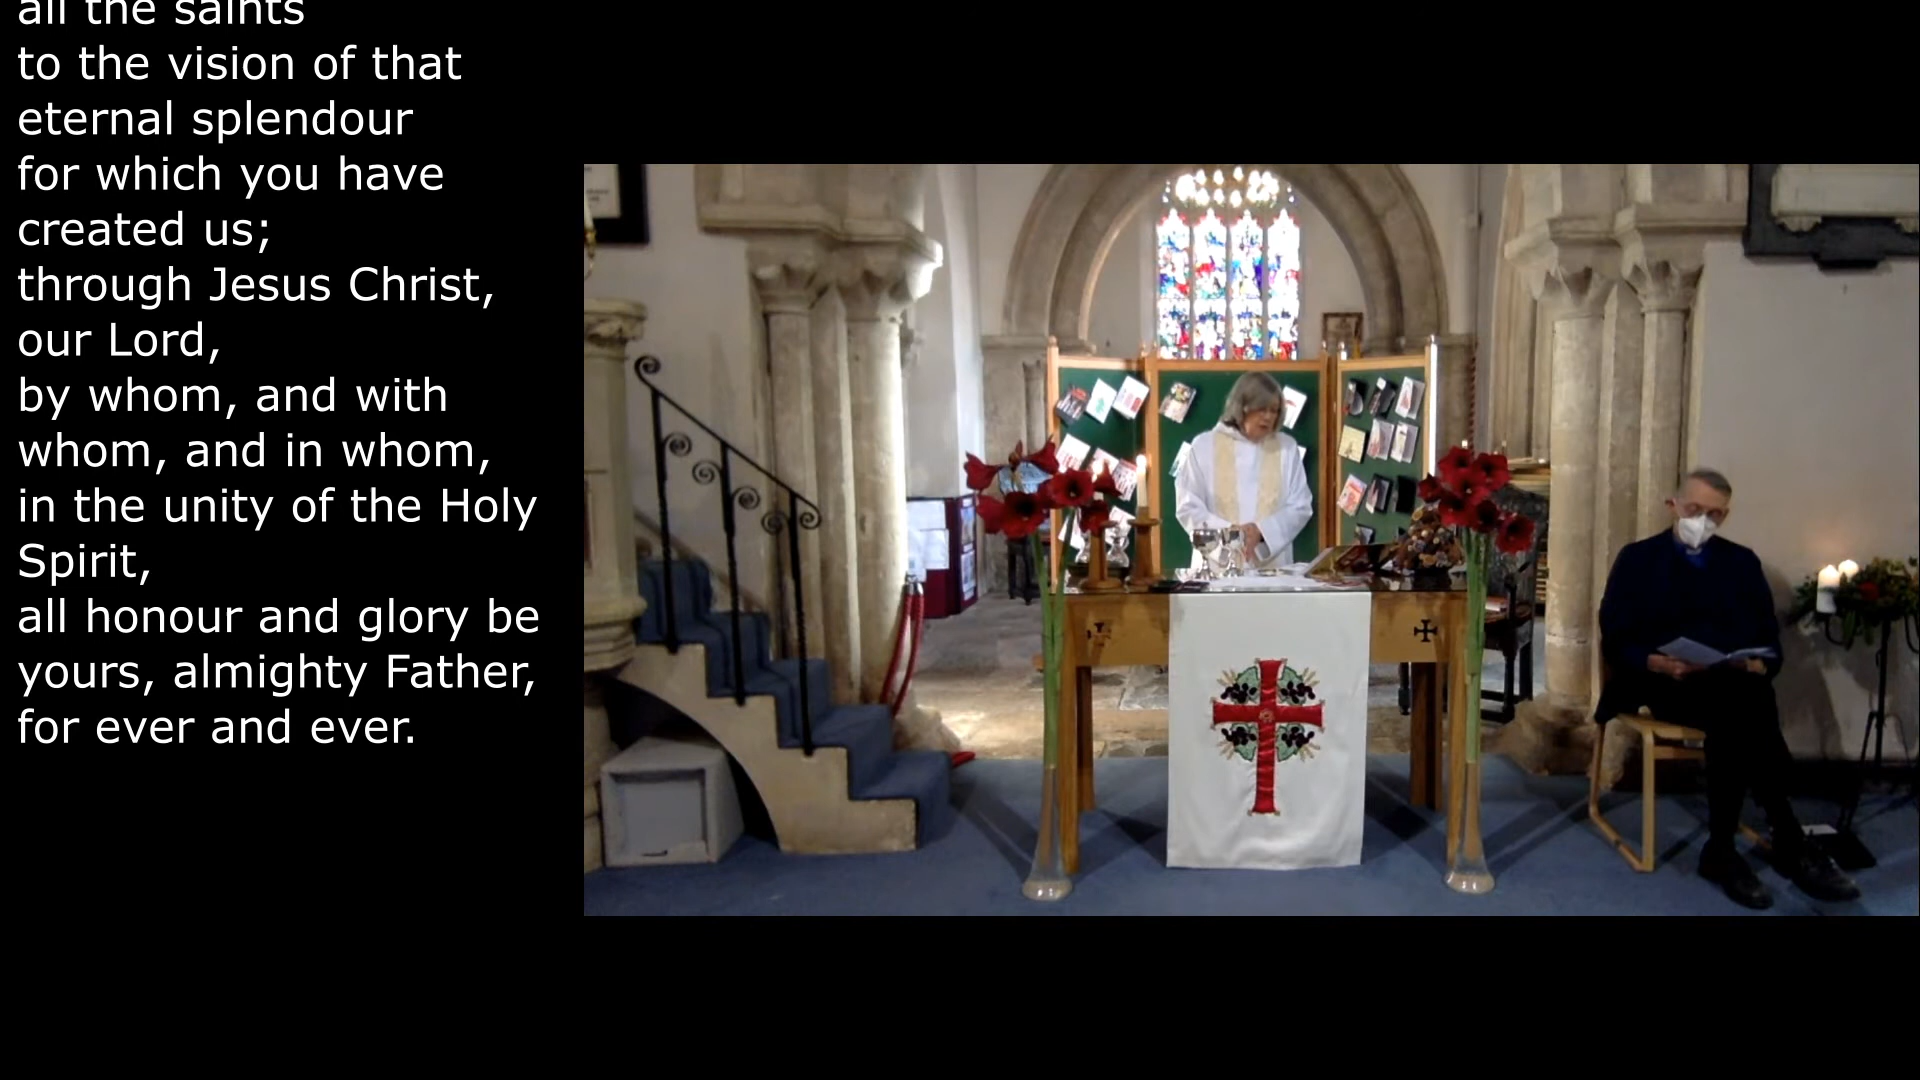 all the saints
to the vision of that
eternal splendour
for which you have
created us;
through Jesus Christ,
our Lord,
by whom, and with
whom, and in whom,
in the unity of the Holy
Spirit,
all honour and glory be
yours, almighty Father,
for ever and ever.